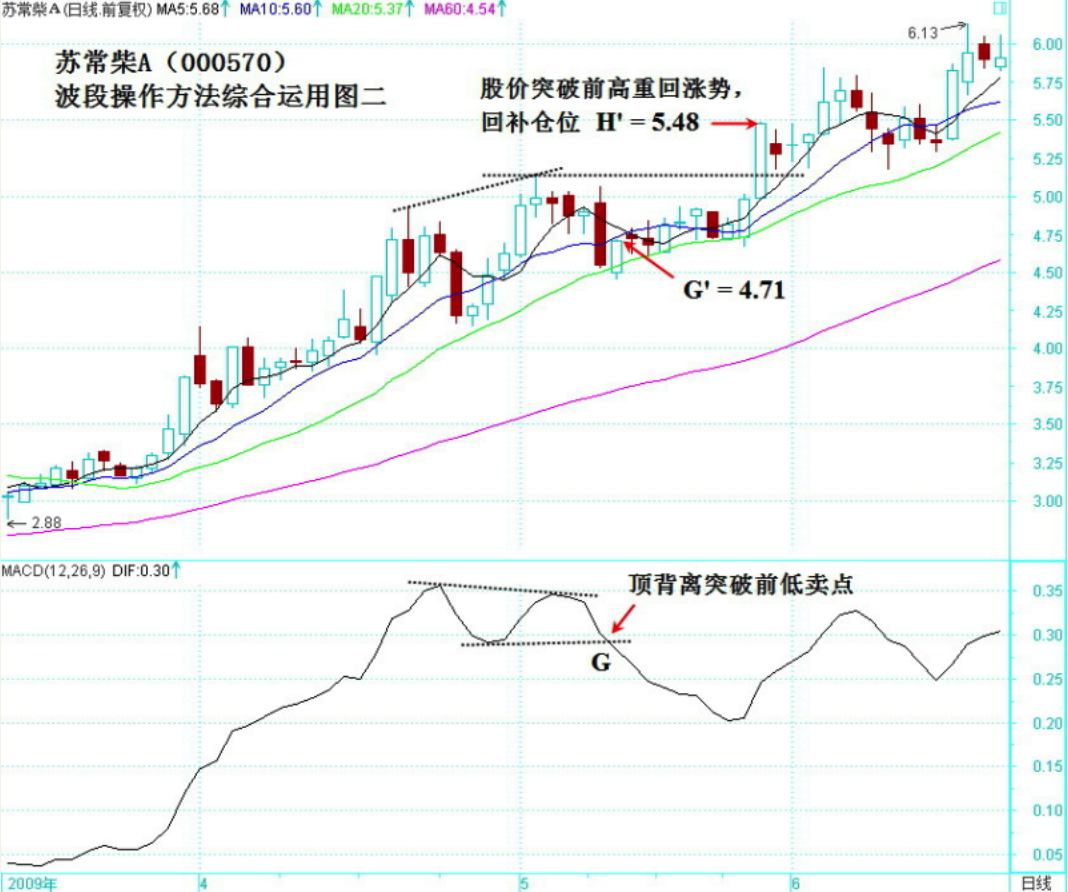 苏常柴A(日线.前复权) MA5:5.68↑ MA10:5.60↑ MA20:5.37↑ MA60:4.54↑
6.13
苏常柴A(000570)
波段操作方法综合运用图二
股价突破前高重回涨势，
回补仓位 H' = 5.48
G' = 4.71
2.88
6.00
5.75
5.50
5.25
5.00
4.75
4.50
4.25
4.00
3.75
3.50
3.25
3.00
MACD(12,26,9) DIF:0.30↑
顶背离突破前低卖点
G
0.35
0.30
0.25
0.20
0.15
0.10
0.05
2009年 4 5 6 日线